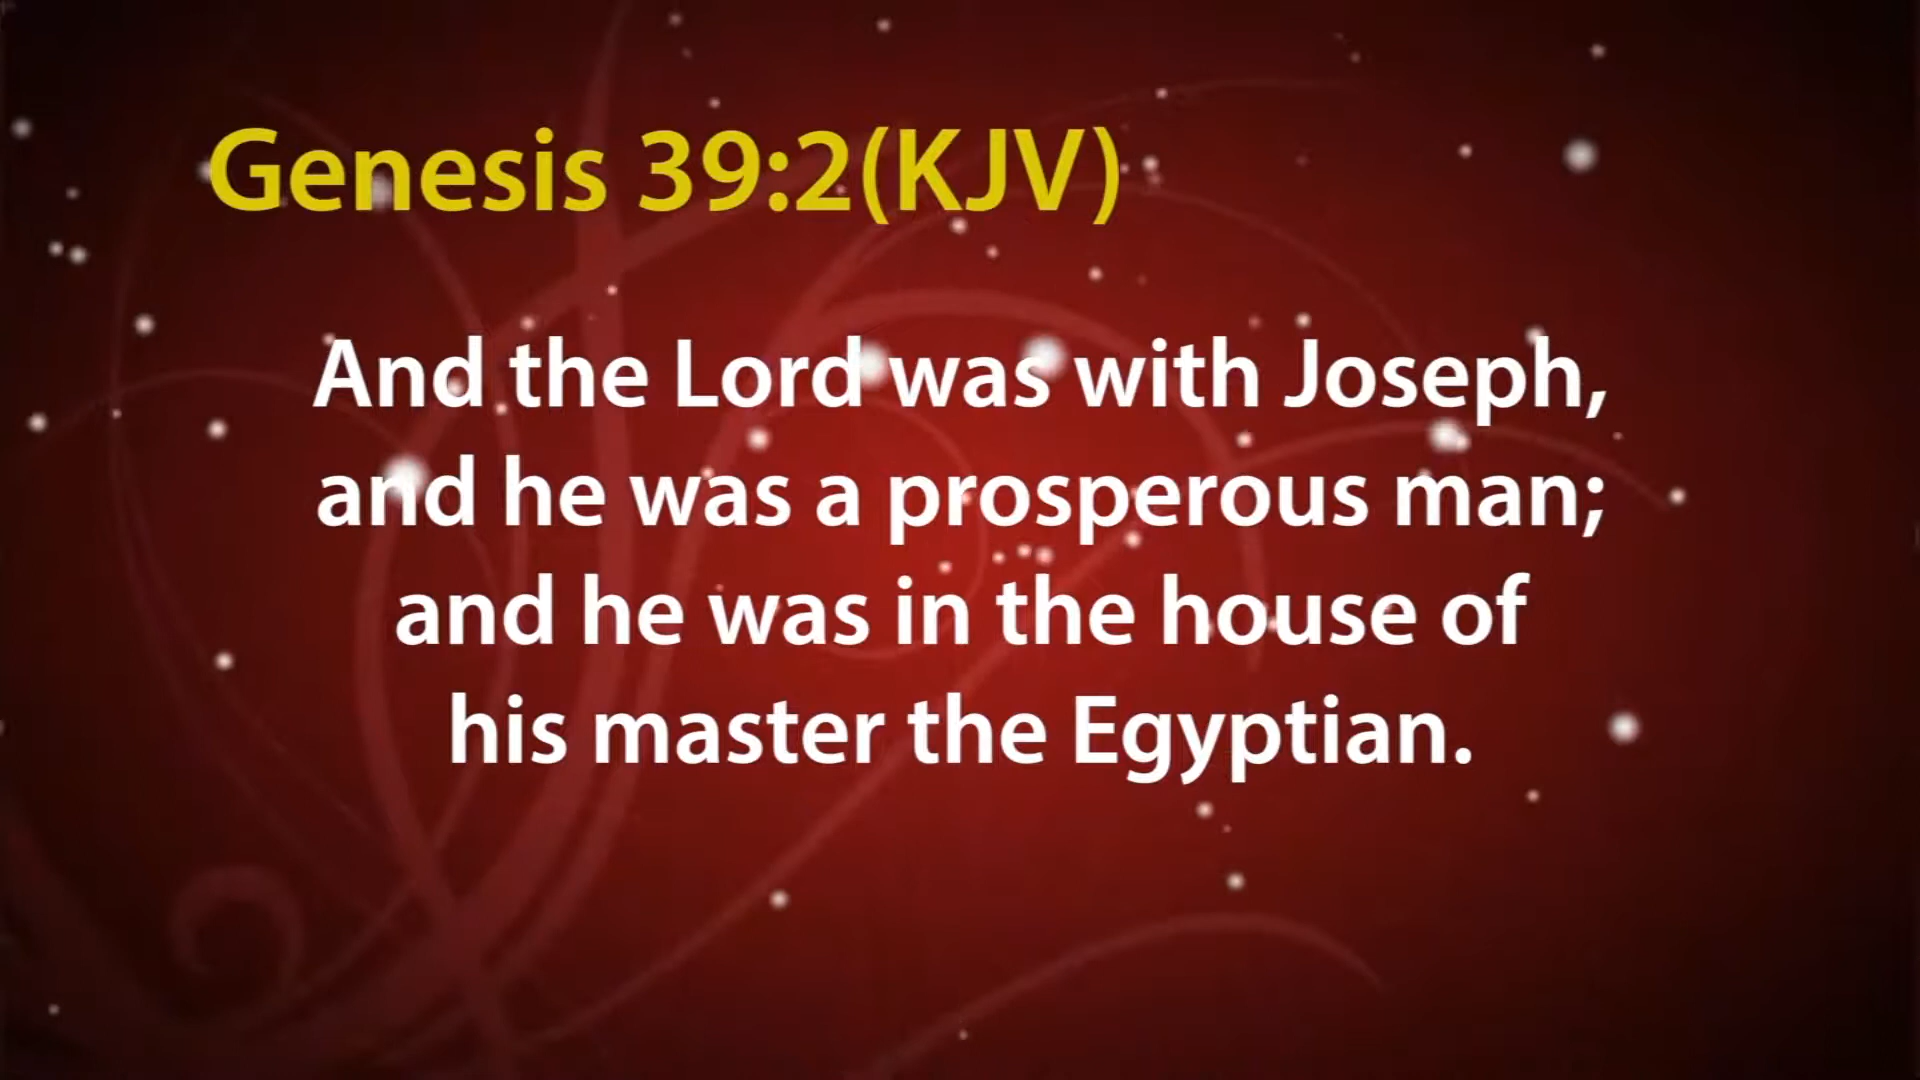 Genesis 39:2(KJV)
And the Lord was with Joseph,
and he was a prosperous man;
and he was in the house of
his master the Egyptian.